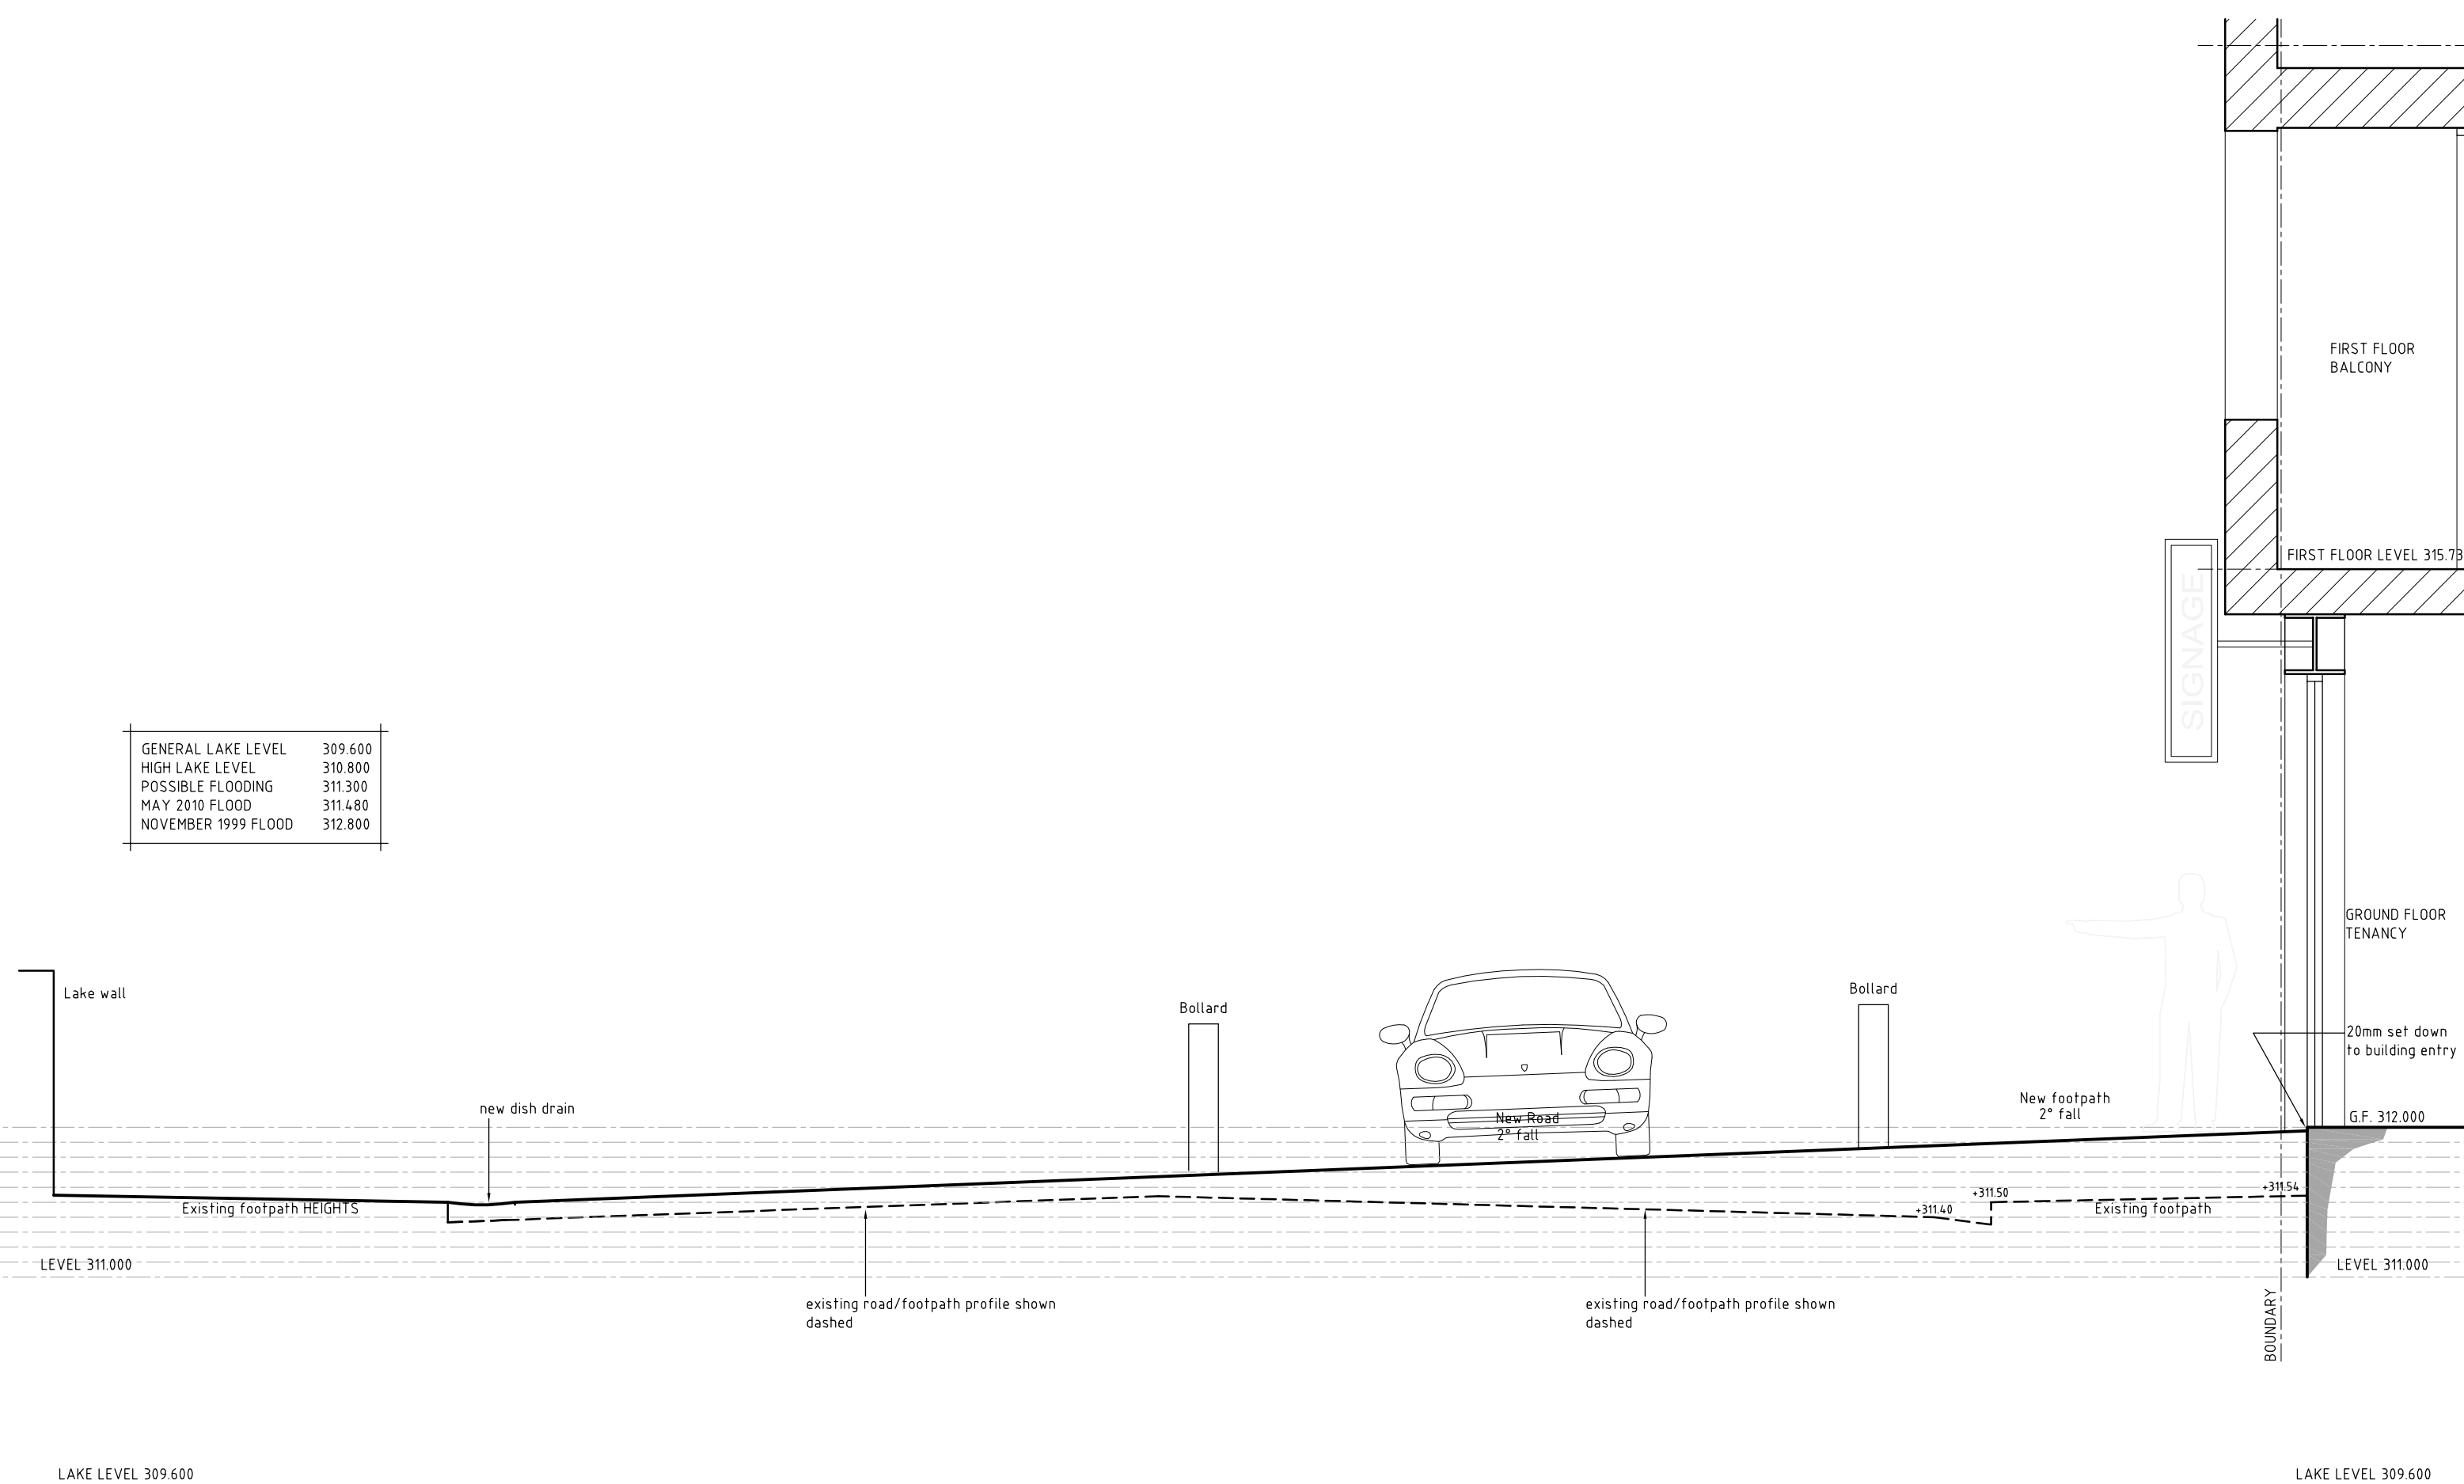 FIRST FLOOR
BALCONY
FIRST FLOOR LEVEL 315.73
SIGNAGE
GENERAL LAKE LEVEL 309.600
HIGH LAKE LEVEL 310.800
POSSIBLE FLOODING 311.300
MAY 2010 FLOOD 311.480
NOVEMBER 1999 FLOOD 312.800
GROUND FLOOR
TENANCY
Lake wall
Bollard
Bollard
20mm set down
to building entry
new dish drain
New Road
2° fall
New footpath
2° fall
G.F. 312.000
Existing footpath HEIGHTS
+311.40
+311.50
+311.54
Existing footpath
LEVEL 311.000
LEVEL 311.000
existing road/footpath profile shown
dashed
existing road/footpath profile shown
dashed
BOUNDARY
LAKE LEVEL 309.600
LAKE LEVEL 309.600